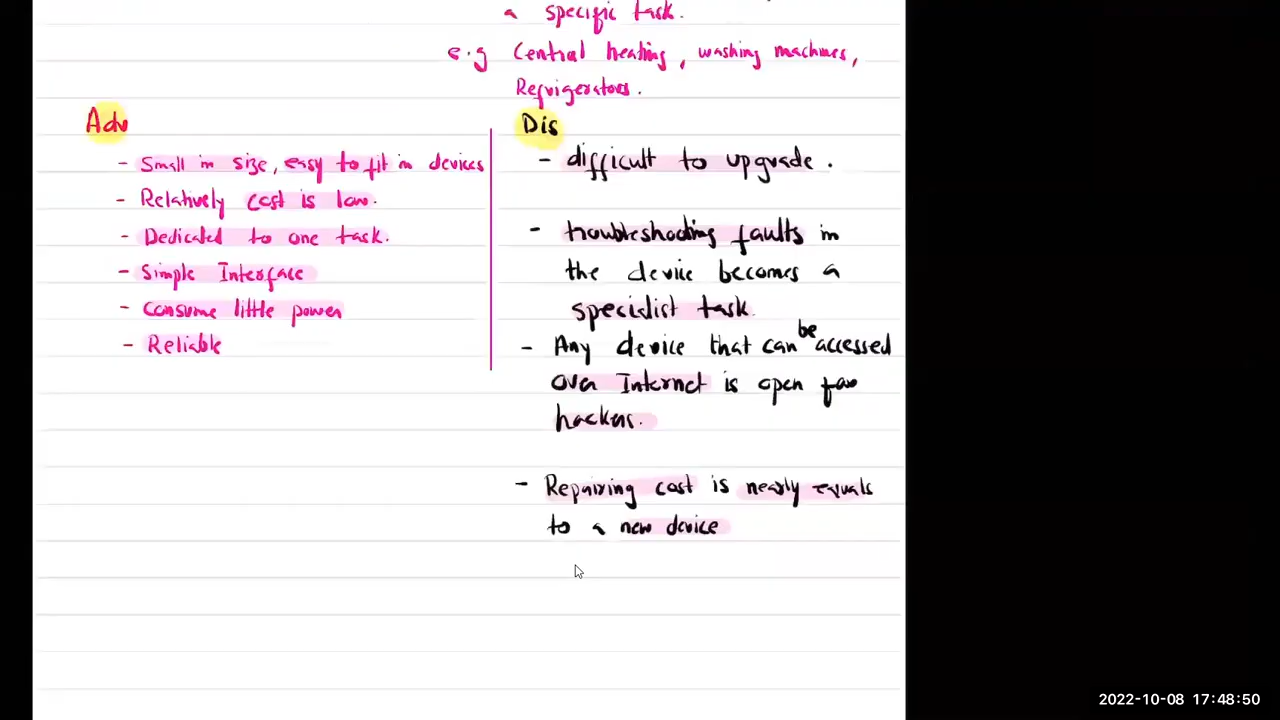 a specific task.
e.g Central heating, washing machines,
Refrigerators.
Adv
- Small in size, easy to fit in devices
- Relatively cost is low.
- Dedicated to one task.
- Simple Interface
- Consume little power
- Reliable
Dis
- difficult to upgrade.
- troubleshooting faults in
the device becomes a
specialist task.
- Any device that can be accessed
over Internet is open for
hackers.
- Repairing cost is nearly equals
to a new device
2022-10-08 17:48:50